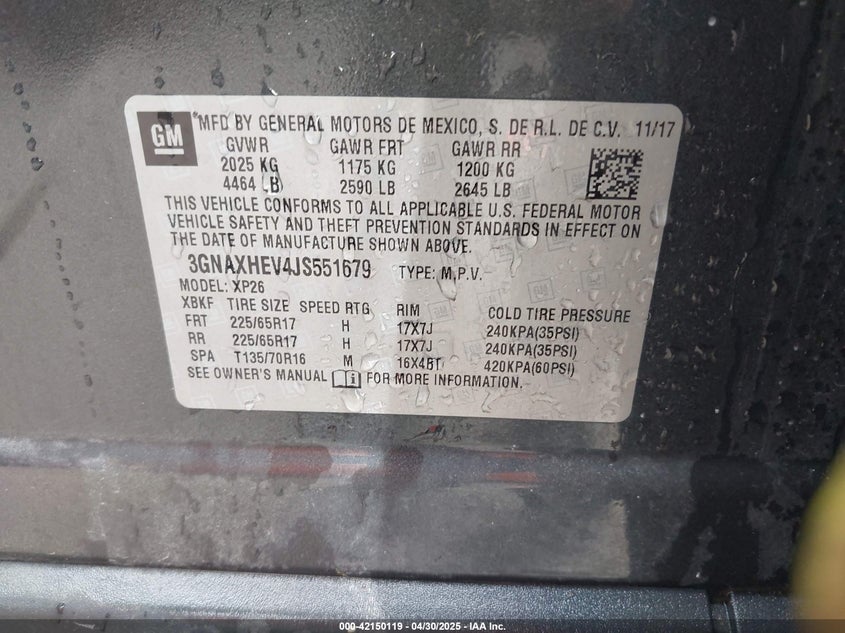 GM
*MFD BY GENERAL MOTORS DE MEXICO, S. DE R.L. DE C.V. 11/17
GVWR GAWR FRT GAWR RR
2025 KG 1175 KG 1200 KG
4464 LB 2590 LB 2645 LB
THIS VEHICLE CONFORMS TO ALL APPLICABLE U.S. FEDERAL MOTOR
VEHICLE SAFETY AND THEFT PREVENTION STANDARDS IN EFFECT ON
THE DATE OF MANUFACTURE SHOWN ABOVE.
3GNAXHEV4JS551679 TYPE: M.P.V.
MODEL: XP26
XBKF TIRE SIZE SPEED RTG RIM COLD TIRE PRESSURE
FRT 225/65R17 H 17X7J 240KPA(35PSI)
RR 225/65R17 H 17X7J 240KPA(35PSI)
SPA T135/70R16 M 16X4BT 420KPA(60PSI)
SEE OWNER'S MANUAL FOR MORE INFORMATION.
000-42150119 - 04/30/2025 - IAA Inc.